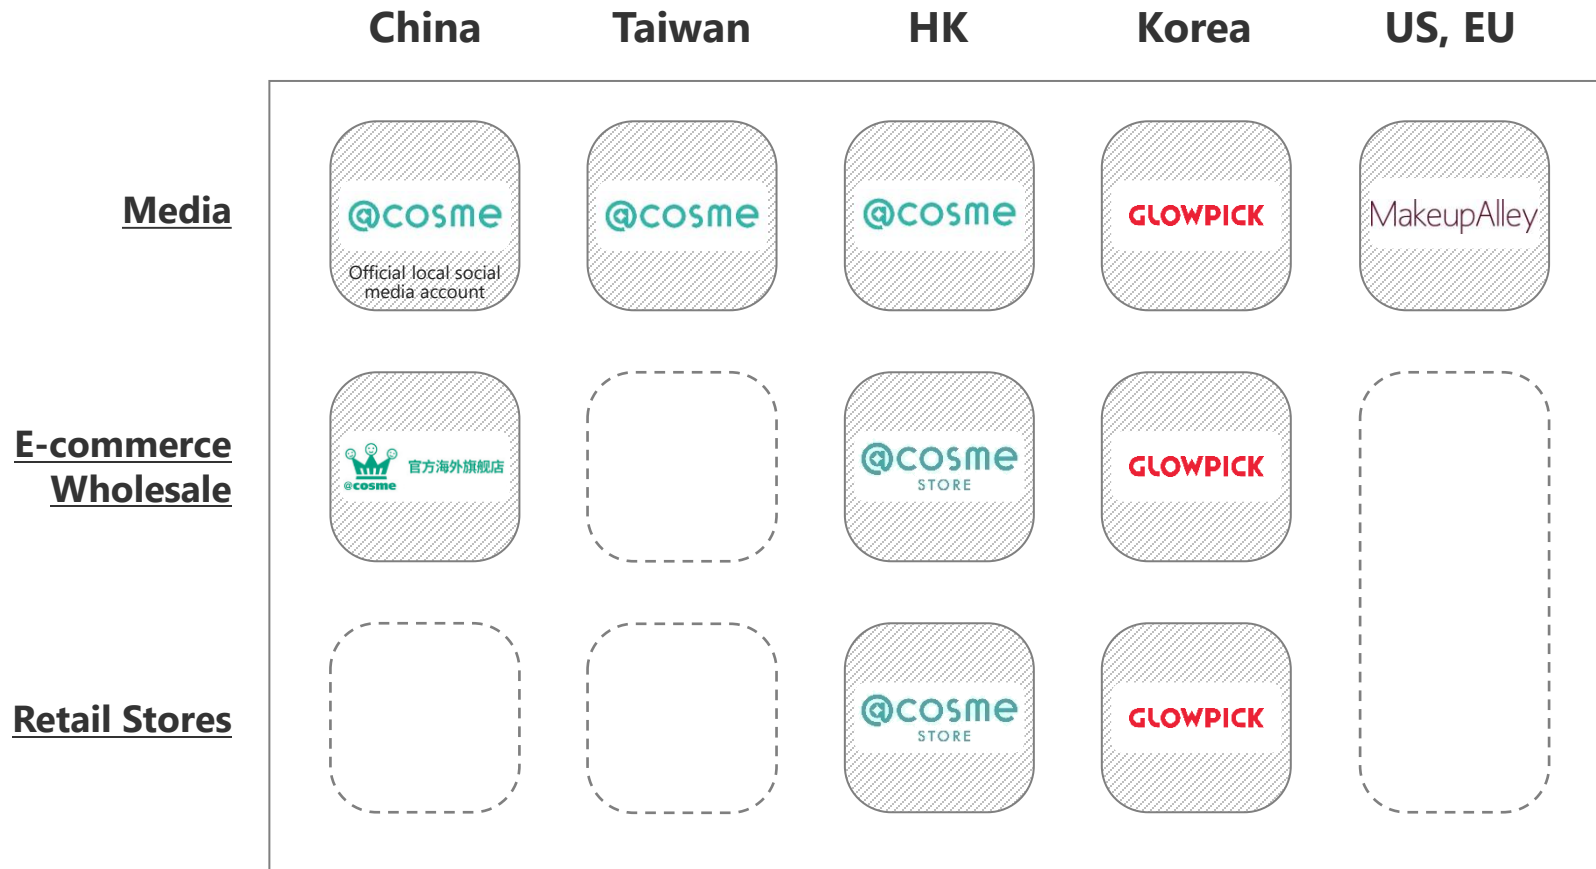 China Taiwan HK Korea US, EU
Media
@cosme @cosme @cosme GLOWPICK MakeupAlley
Official local social
media account
E-commerce
Wholesale
@cosme 官方海外旗舰店 @cosme GLOWPICK
STORE
Retail Stores
@cosme GLOWPICK
STORE